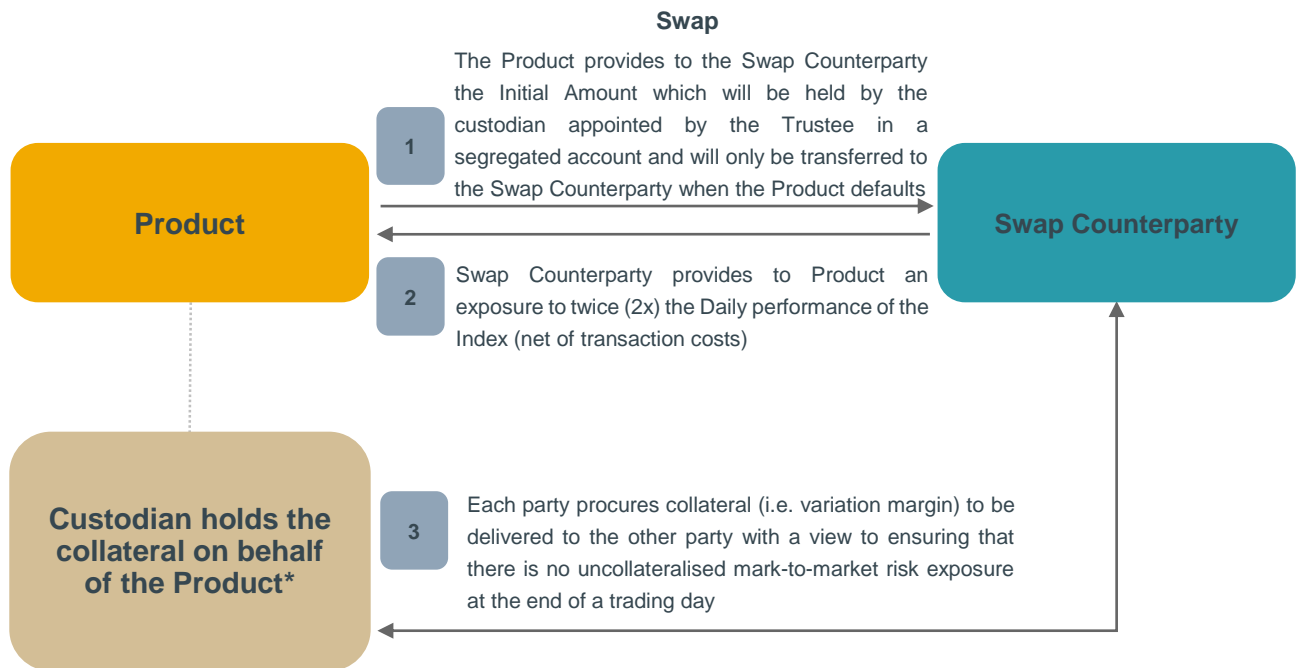 Swap
The Product provides to the Swap Counterparty
the Initial Amount which will be held by the
custodian appointed by the Trustee in a
segregated account and will only be transferred to
the Swap Counterparty when the Product defaults
1
Product
Swap Counterparty
2
Swap Counterparty provides to Product an
exposure to twice (2x) the Daily performance of the
Index (net of transaction costs)
Custodian holds the
collateral on behalf
of the Product*
3
Each party procures collateral (i.e. variation margin) to be
delivered to the other party with a view to ensuring that
there is no uncollateralised mark-to-market risk exposure
at the end of a trading day